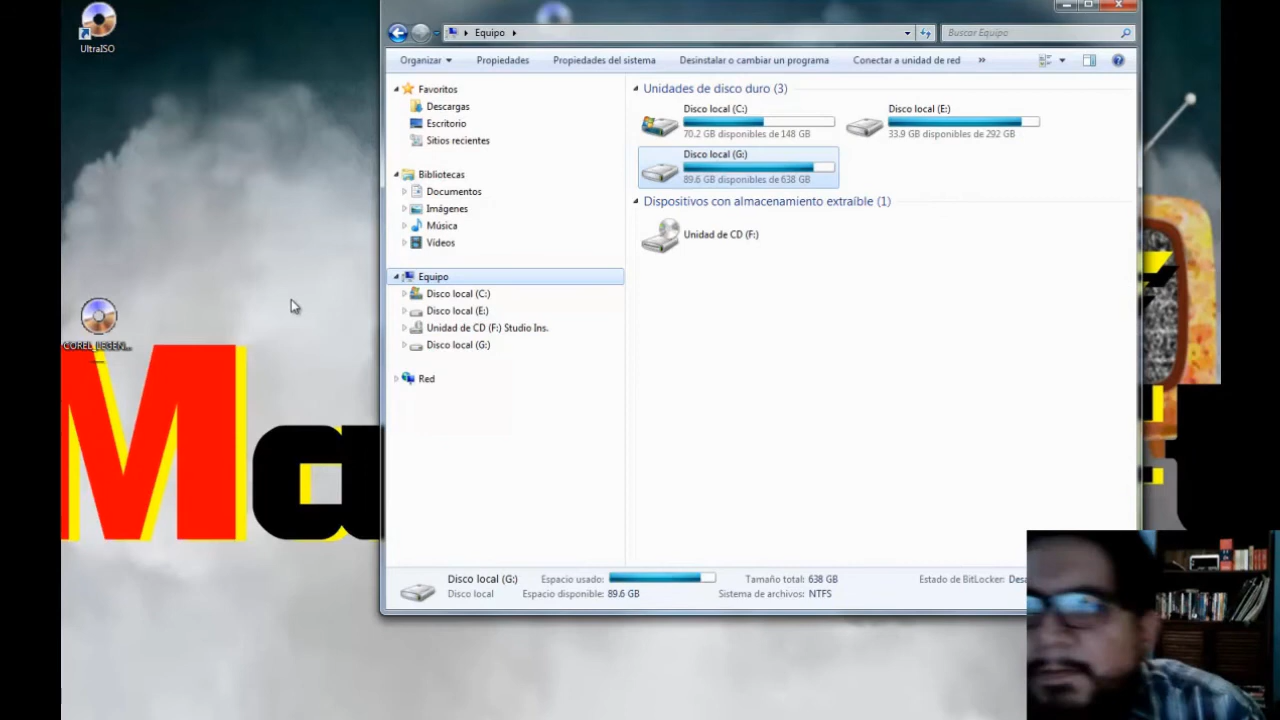 UltraISO
COREL_LEGEN...
Ma
Equipo
Buscar Equipo
Organizar
Propiedades
Propiedades del sistema
Desinstalar o cambiar un programa
Conectar a unidad de red
»
Favoritos
Descargas
Escritorio
Sitios recientes
Bibliotecas
Documentos
Imágenes
Música
Vídeos
Equipo
Disco local (C:)
Disco local (E:)
Unidad de CD (F:) Studio Ins.
Disco local (G:)
Red
Unidades de disco duro (3)
Disco local (C:)
70.2 GB disponibles de 148 GB
Disco local (E:)
33.9 GB disponibles de 292 GB
Disco local (G:)
89.6 GB disponibles de 638 GB
Dispositivos con almacenamiento extraíble (1)
Unidad de CD (F:)
Disco local (G:) Espacio usado: Tamaño total: 638 GB Estado de BitLocker: Des
Disco local Espacio disponible: 89.6 GB Sistema de archivos: NTFS